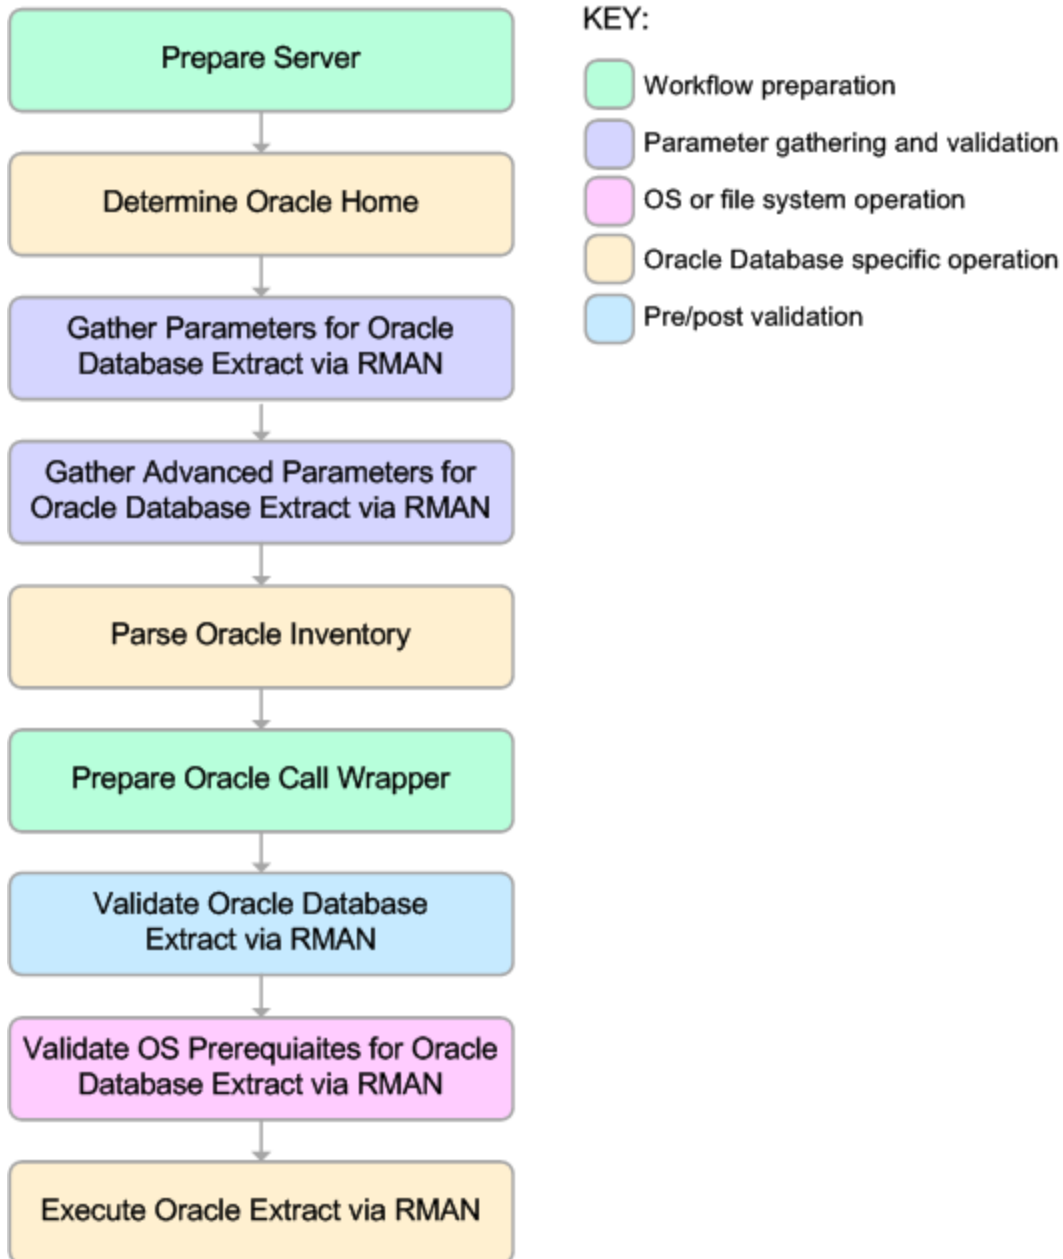 Prepare Server
Determine Oracle Home
Gather Parameters for Oracle
Database Extract via RMAN
Gather Advanced Parameters for
Oracle Database Extract via RMAN
Parse Oracle Inventory
Prepare Oracle Call Wrapper
Validate Oracle Database
Extract via RMAN
Validate OS Prerequiaites for Oracle
Database Extract via RMAN
Execute Oracle Extract via RMAN
KEY:
Workflow preparation
Parameter gathering and validation
OS or file system operation
Oracle Database specific operation
Pre/post validation